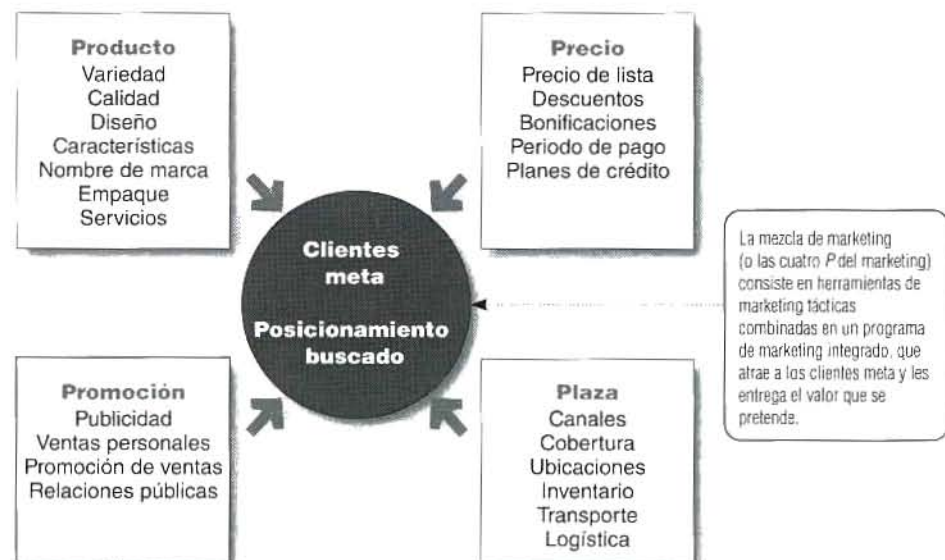 Producto
Variedad
Calidad
Diseño
Características
Nombre de marca
Empaque
Servicios
Precio
Precio de lista
Descuentos
Bonificaciones
Periodo de pago
Planes de crédito
Clientes
meta
Posicionamiento
buscado
La mezcla de marketing
(o las cuatro P del marketing)
consiste en herramientas de
marketing tácticas
combinadas en un programa
de marketing integrado, que
atrae a los clientes meta y les
entrega el valor que se
pretende.
Promoción
Publicidad
Ventas personales
Promoción de ventas
Relaciones públicas
Plaza
Canales
Cobertura
Ubicaciones
Inventario
Transporte
Logística